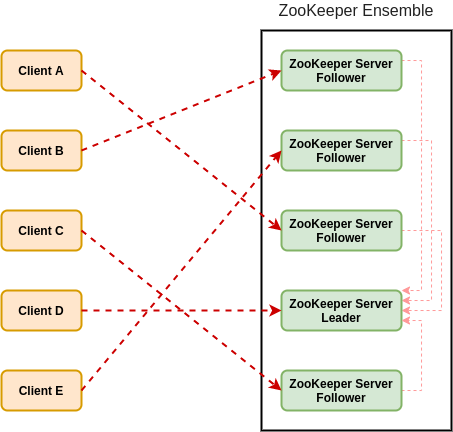 ZooKeeper Ensemble
Client A
ZooKeeper Server
Follower
Client B
ZooKeeper Server
Follower
Client C
ZooKeeper Server
Follower
Client D
ZooKeeper Server
Leader
Client E
ZooKeeper Server
Follower